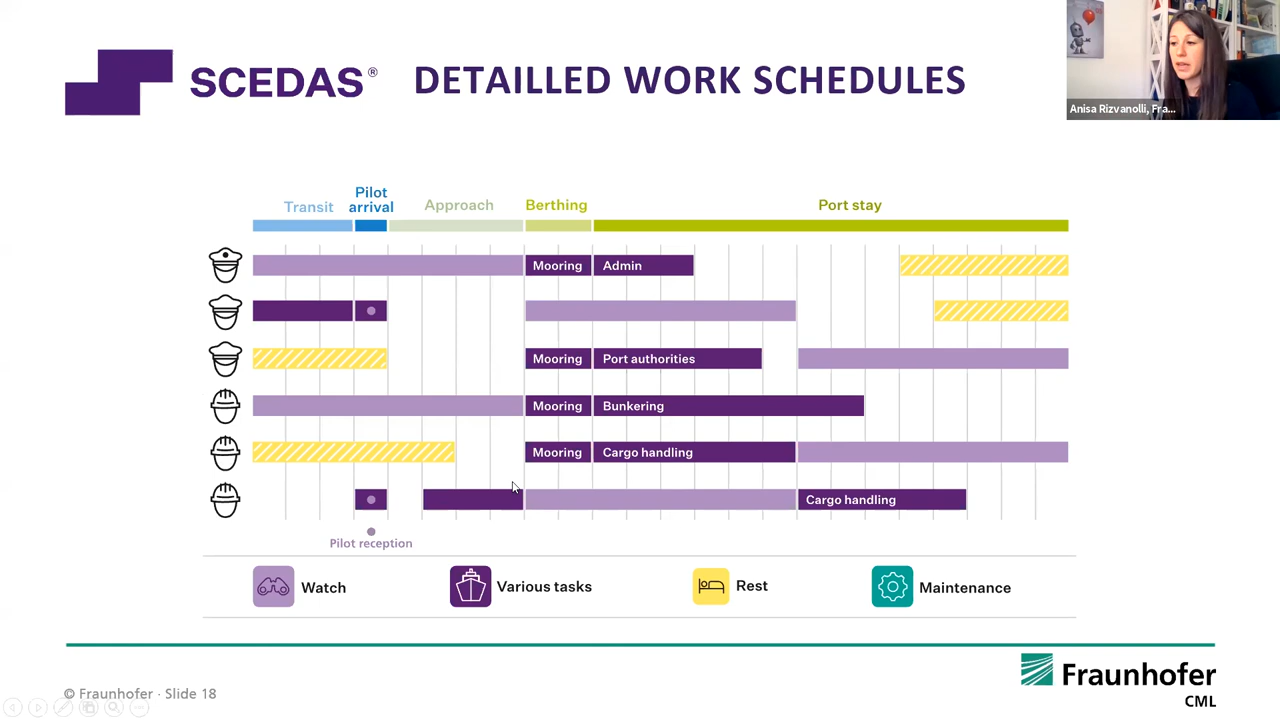 SCEDAS® DETAILLED WORK SCHEDULES
Anisa Rizvanolli, Fra...
Transit
Pilot arrival
Approach
Berthing
Port stay
Mooring Admin
Mooring Port authorities
Mooring Bunkering
Mooring Cargo handling
Cargo handling
Pilot reception
Watch
Various tasks
Rest
Maintenance
Fraunhofer
CML
© Fraunhofer · Slide 18